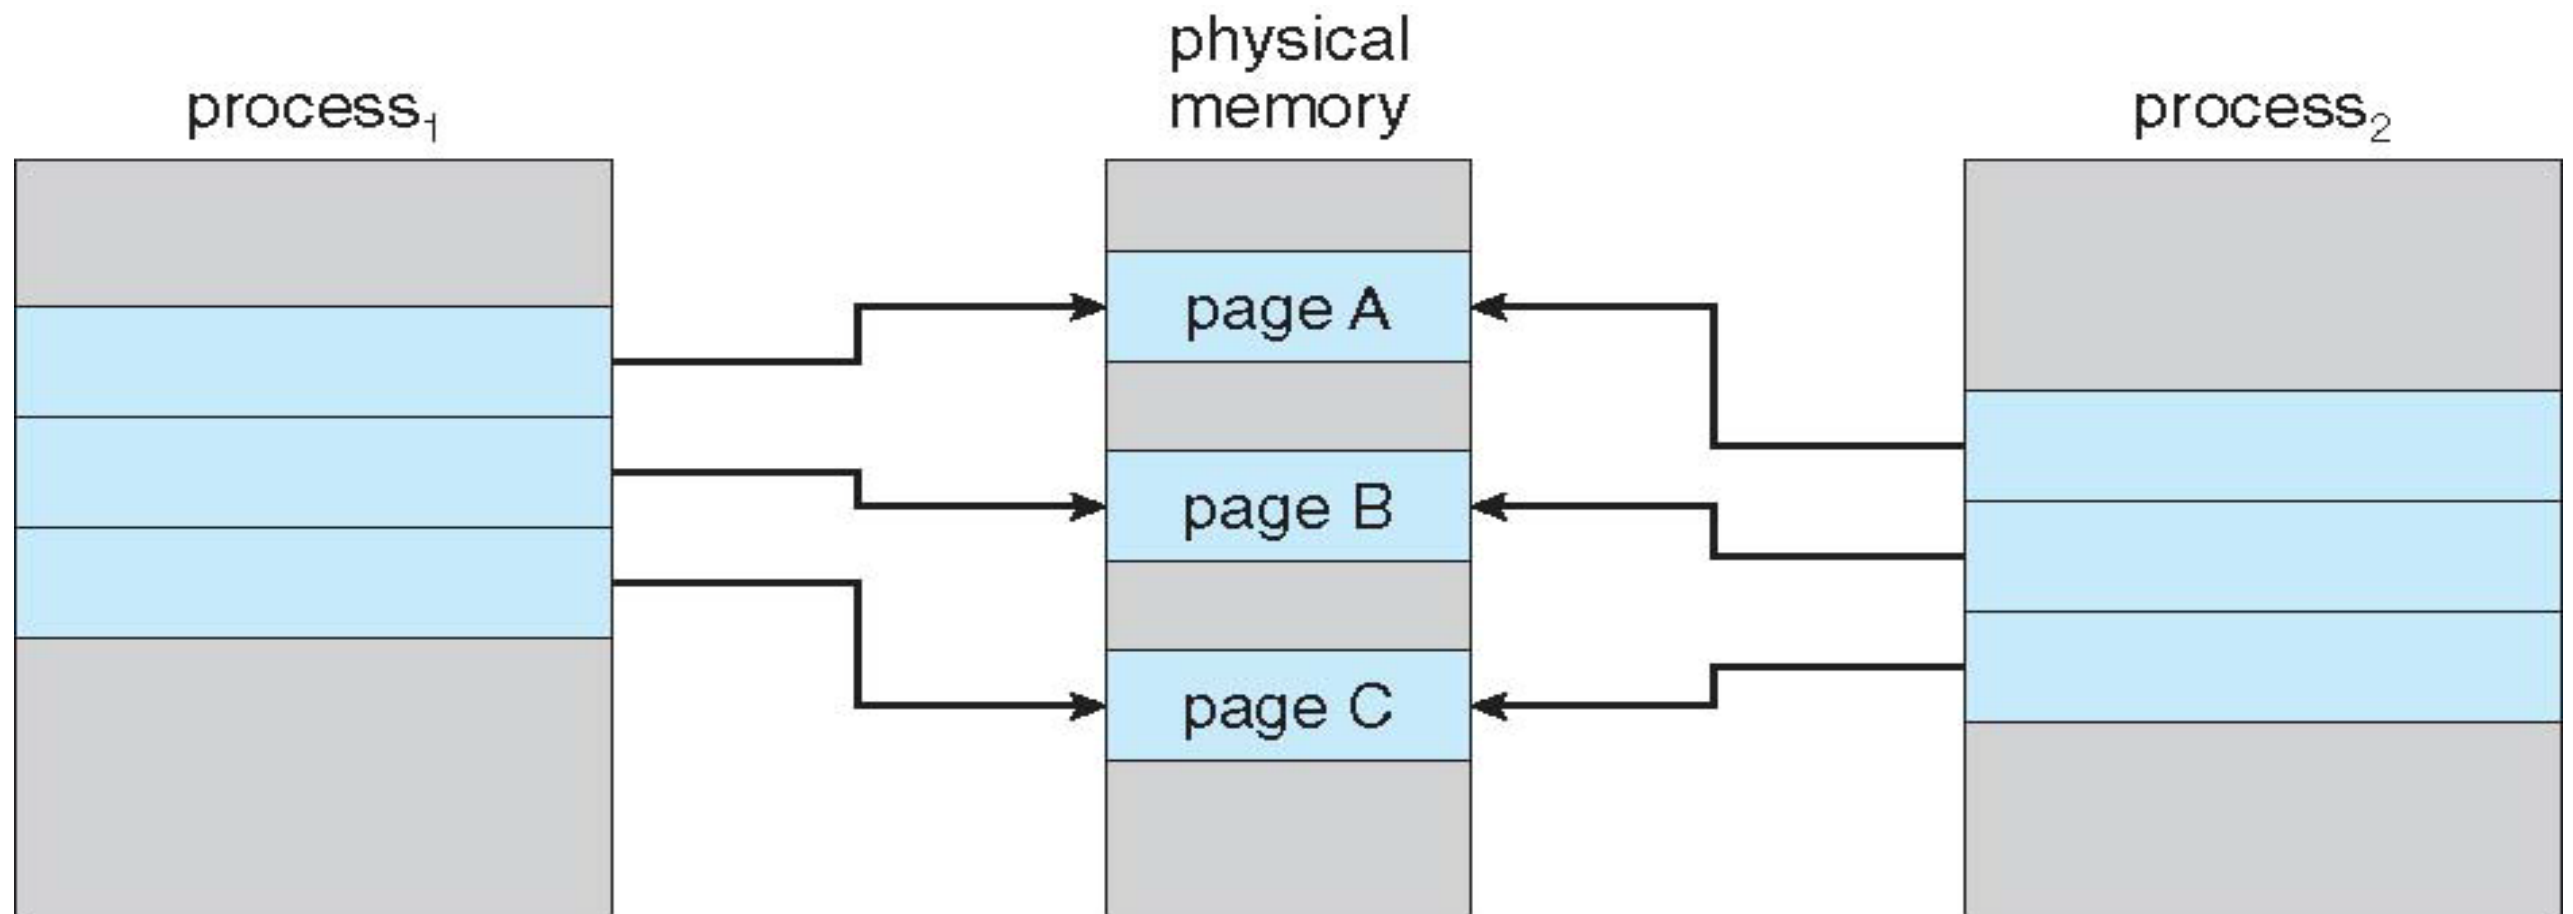 process₁
physical
memory
process₂
page A
page B
page C